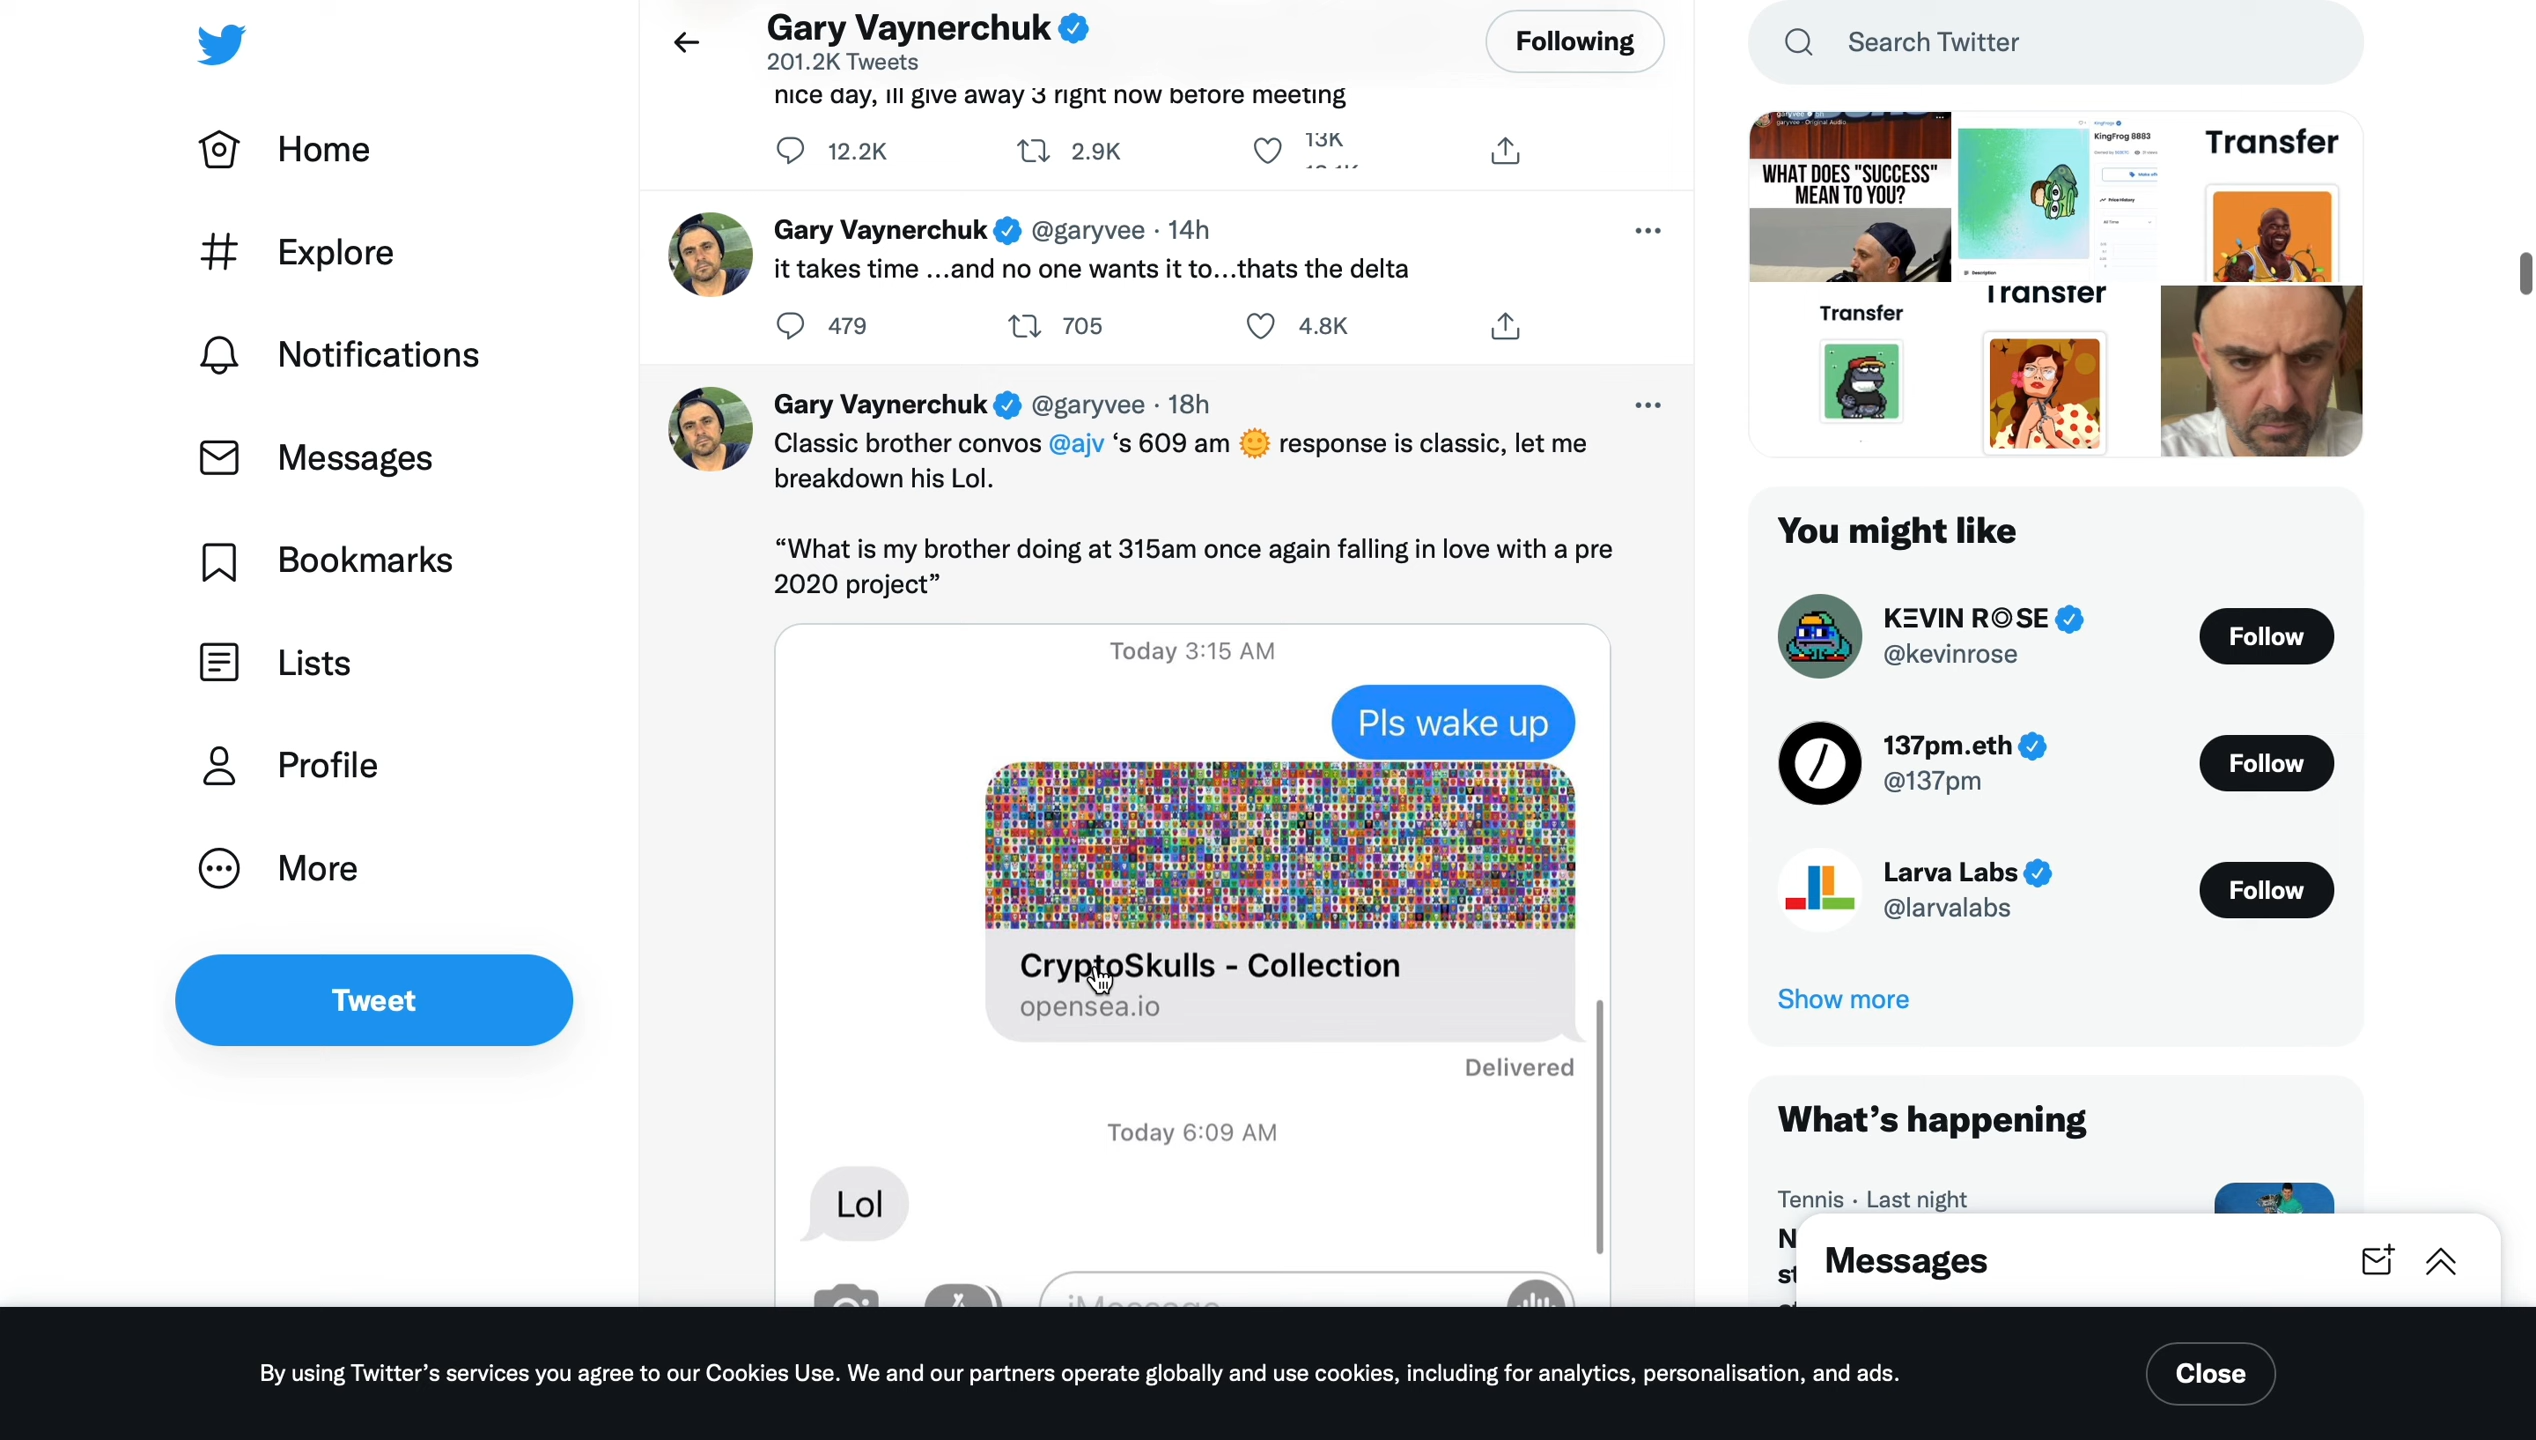 Home
Explore
Notifications
Messages
Bookmarks
Lists
Profile
More
Tweet
Gary Vaynerchuk
201.2K Tweets
Following
nice day, ill give away 3 right now before meeting
12.2K 2.9K 13K
Gary Vaynerchuk @garyvee · 14h
it takes time ...and no one wants it to...thats the delta
479 705 4.8K
Gary Vaynerchuk @garyvee · 18h
Classic brother convos @ajv ‘s 609 am 🌞 response is classic, let me
breakdown his Lol.
“What is my brother doing at 315am once again falling in love with a pre
2020 project”
Today 3:15 AM
Pls wake up
CryptoSkulls - Collection
opensea.io
Delivered
Today 6:09 AM
Lol
iMessage
Search Twitter
WHAT DOES "SUCCESS"
MEAN TO YOU?
KingFrog 8883
Transfer
Transfer
Transfer
You might like
KΞVIN R◎SE
@kevinrose
Follow
137pm.eth
@137pm
Follow
Larva Labs
@larvalabs
Follow
Show more
What’s happening
Tennis · Last night
Messages
By using Twitter’s services you agree to our Cookies Use. We and our partners operate globally and use cookies, including for analytics, personalisation, and ads.
Close